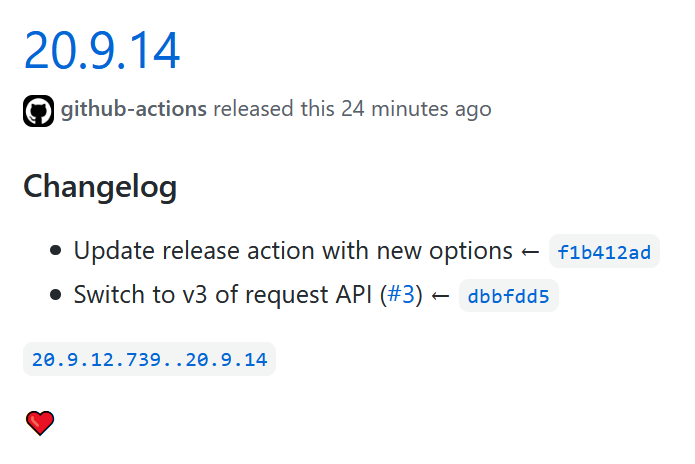 20.9.14
github-actions released this 24 minutes ago
Changelog
• Update release action with new options ← f1b412ad
• Switch to v3 of request API (#3) ← dbbfdd5
20.9.12.739..20.9.14